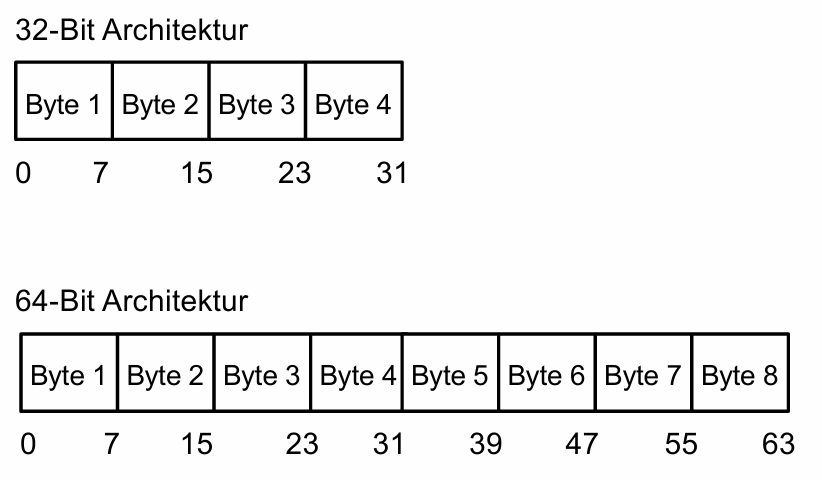 32-Bit Architektur
Byte 1 Byte 2 Byte 3 Byte 4
0 7 15 23 31
64-Bit Architektur
Byte 1 Byte 2 Byte 3 Byte 4 Byte 5 Byte 6 Byte 7 Byte 8
0 7 15 23 31 39 47 55 63